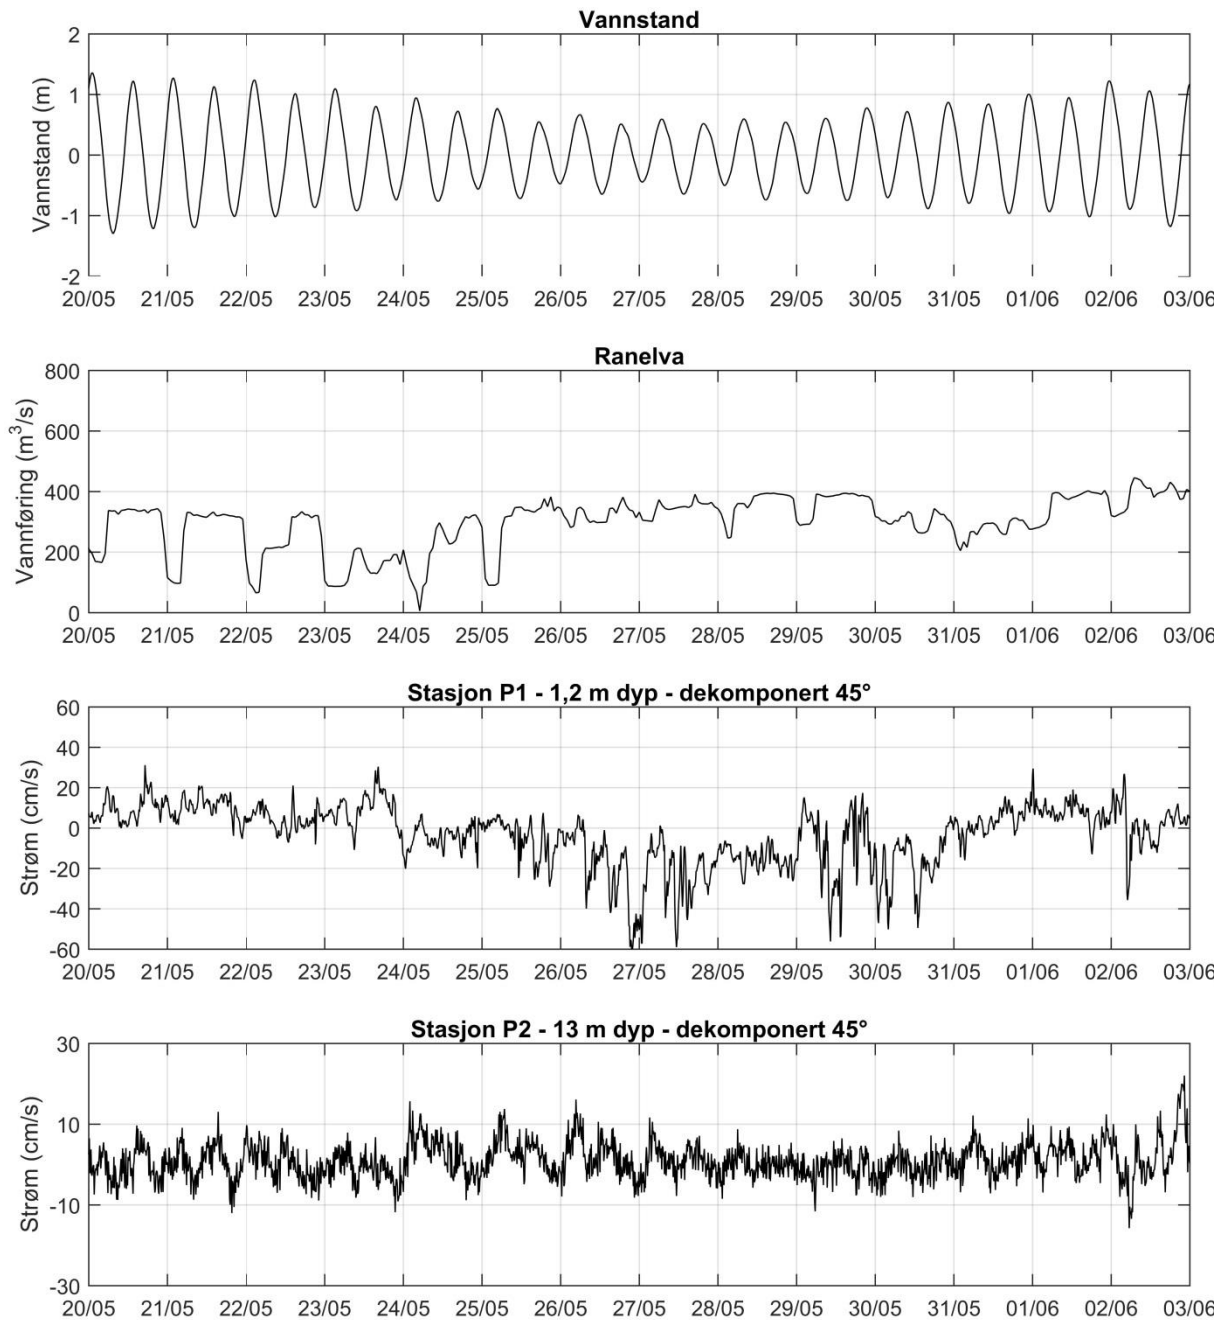 Vannstand
Vannstand (m)
2
1
0
-1
-2
20/05 21/05 22/05 23/05 24/05 25/05 26/05 27/05 28/05 29/05 30/05 31/05 01/06 02/06 03/06
Ranelva
Vannføring (m³/s)
800
600
400
200
0
20/05 21/05 22/05 23/05 24/05 25/05 26/05 27/05 28/05 29/05 30/05 31/05 01/06 02/06 03/06
Stasjon P1 - 1,2 m dyp - dekomponert 45°
Strøm (cm/s)
60
40
20
0
-20
-40
-60
20/05 21/05 22/05 23/05 24/05 25/05 26/05 27/05 28/05 29/05 30/05 31/05 01/06 02/06 03/06
Stasjon P2 - 13 m dyp - dekomponert 45°
Strøm (cm/s)
30
10
-10
-30
20/05 21/05 22/05 23/05 24/05 25/05 26/05 27/05 28/05 29/05 30/05 31/05 01/06 02/06 03/06